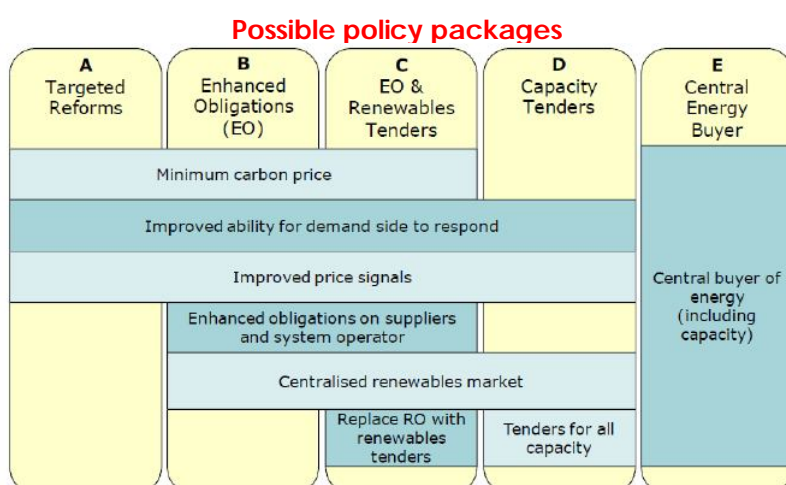 Possible policy packages
A
Targeted
Reforms
B
Enhanced
Obligations
(EO)
C
EO &
Renewables
Tenders
D
Capacity
Tenders
E
Central
Energy
Buyer
Minimum carbon price
Improved ability for demand side to respond
Improved price signals
Enhanced obligations on suppliers
and system operator
Centralised renewables market
Replace RO with
renewables
tenders
Tenders for all
capacity
Central buyer of
energy
(including
capacity)